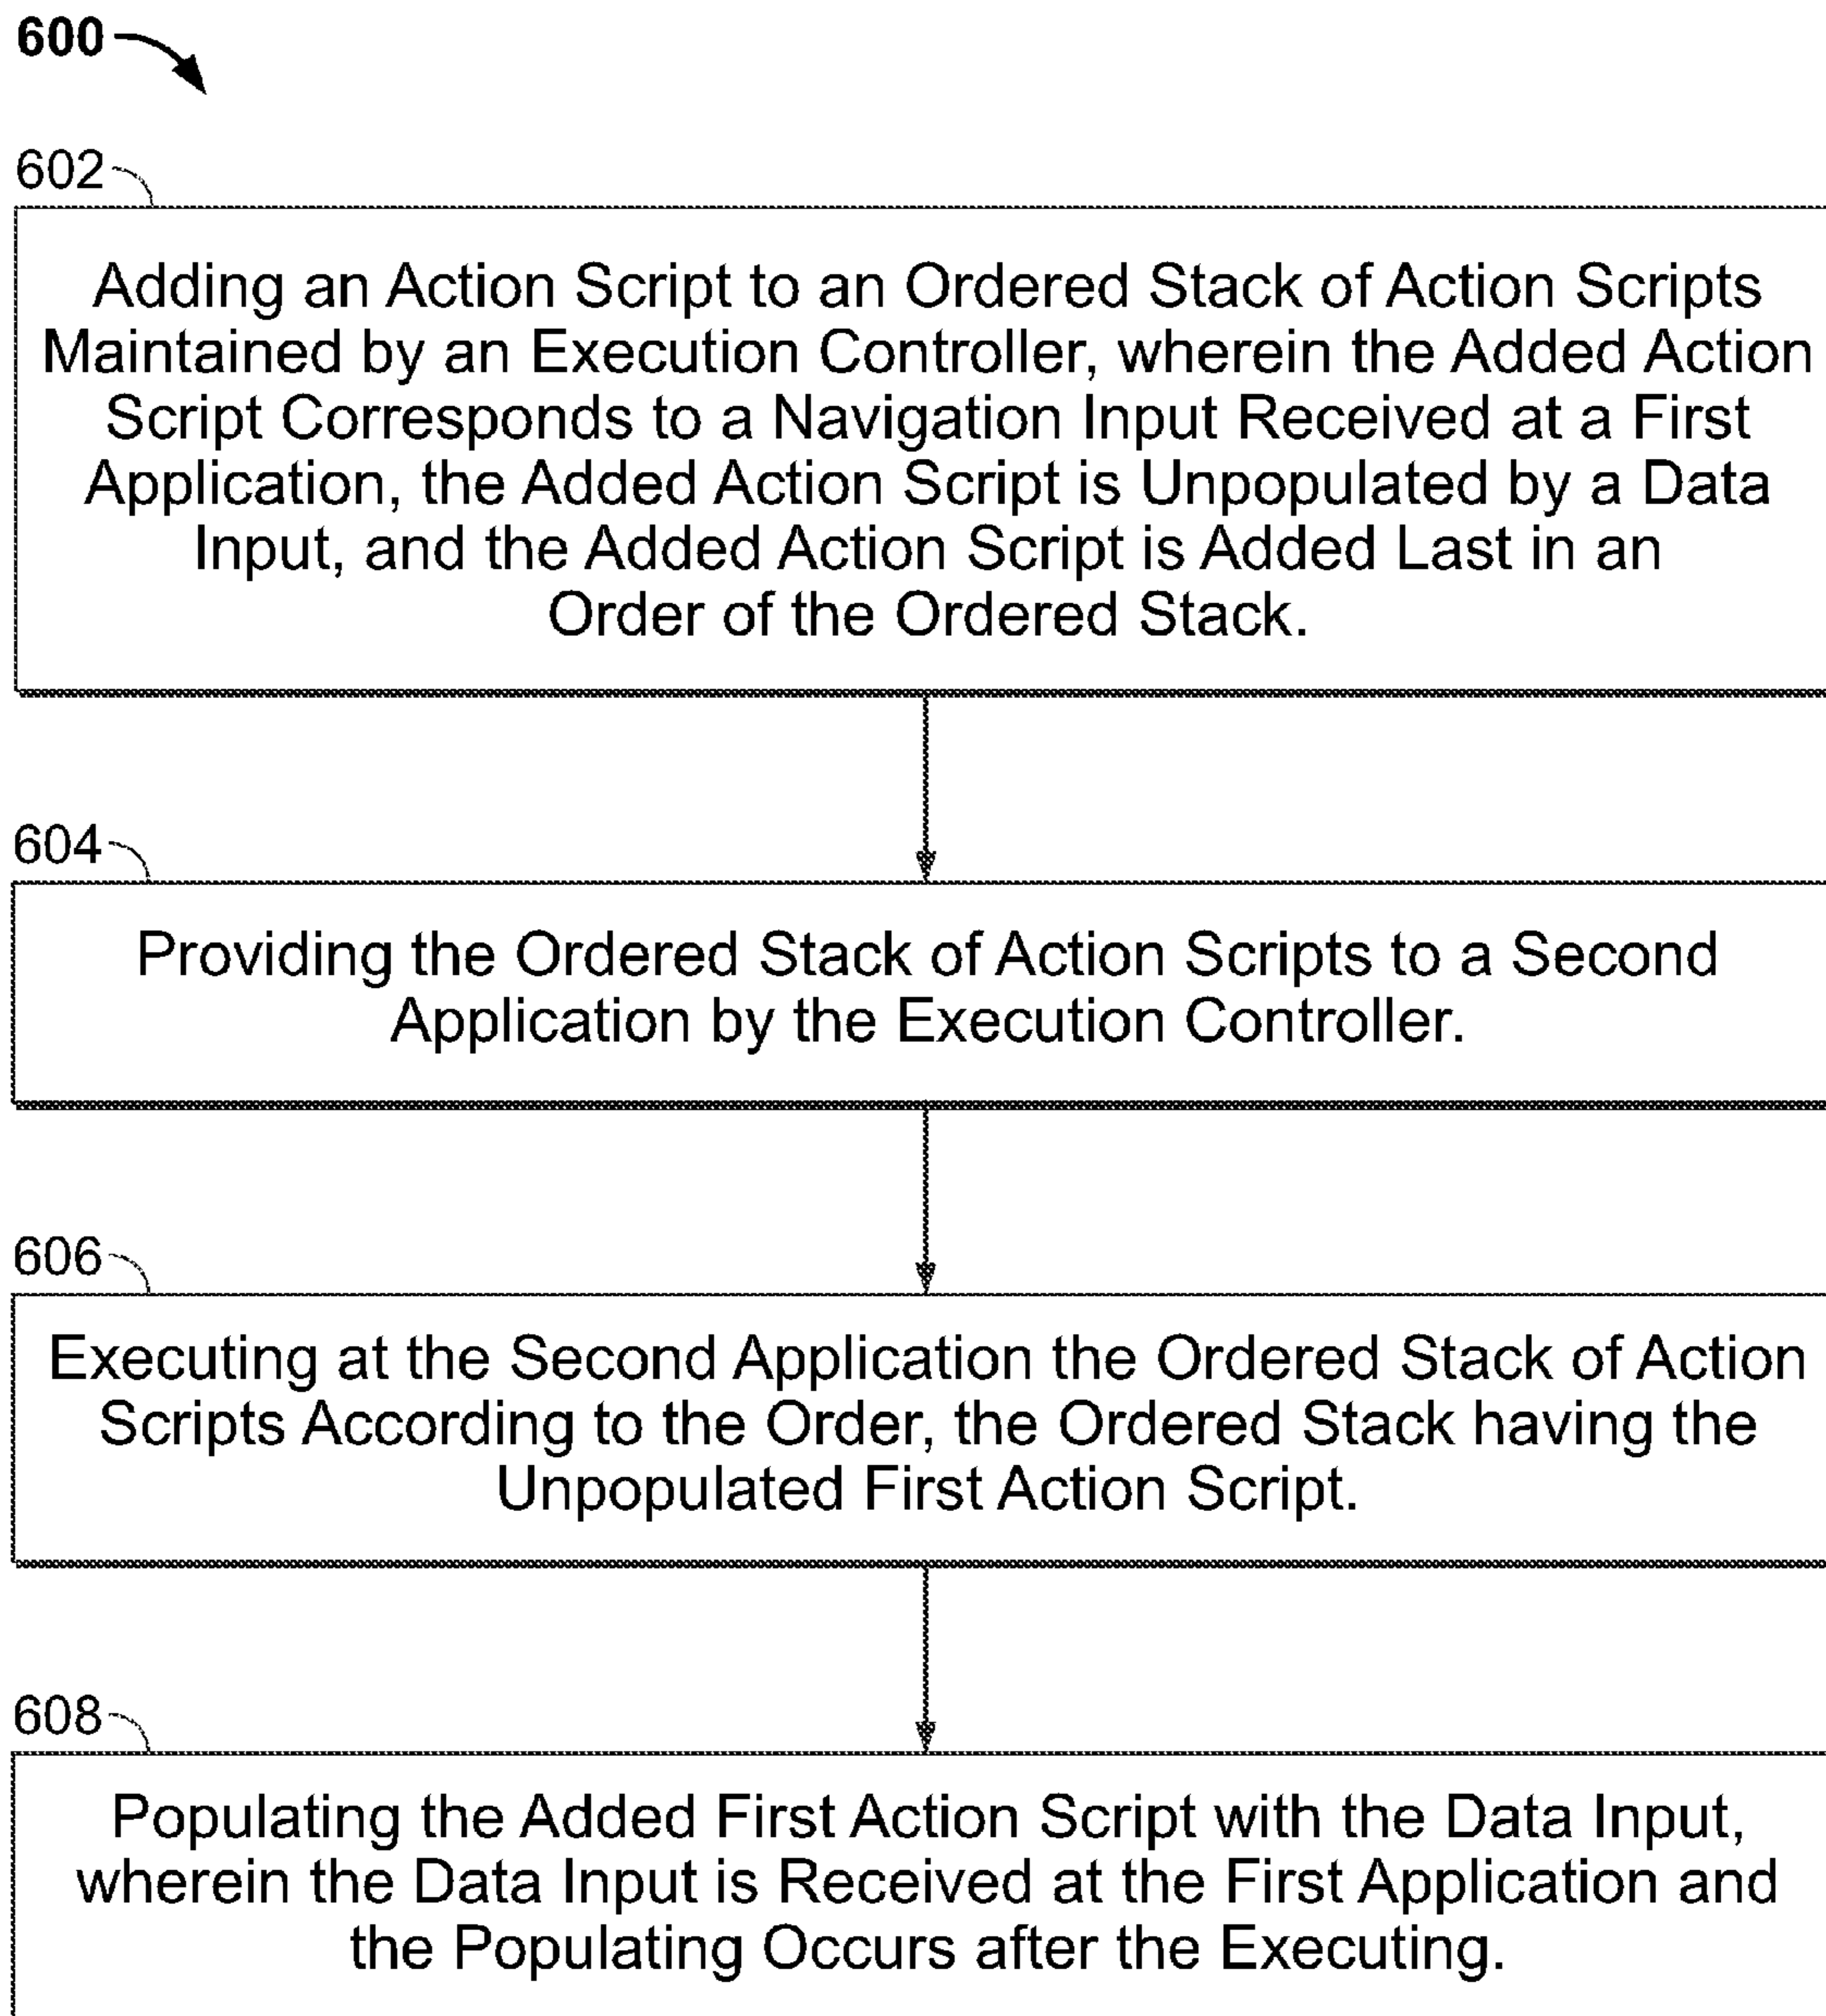 600
602
Adding an Action Script to an Ordered Stack of Action Scripts
Maintained by an Execution Controller, wherein the Added Action
Script Corresponds to a Navigation Input Received at a First
Application, the Added Action Script is Unpopulated by a Data
Input, and the Added Action Script is Added Last in an
Order of the Ordered Stack.
604
Providing the Ordered Stack of Action Scripts to a Second
Application by the Execution Controller.
606
Executing at the Second Application the Ordered Stack of Action
Scripts According to the Order, the Ordered Stack having the
Unpopulated First Action Script.
608
Populating the Added First Action Script with the Data Input,
wherein the Data Input is Received at the First Application and
the Populating Occurs after the Executing.